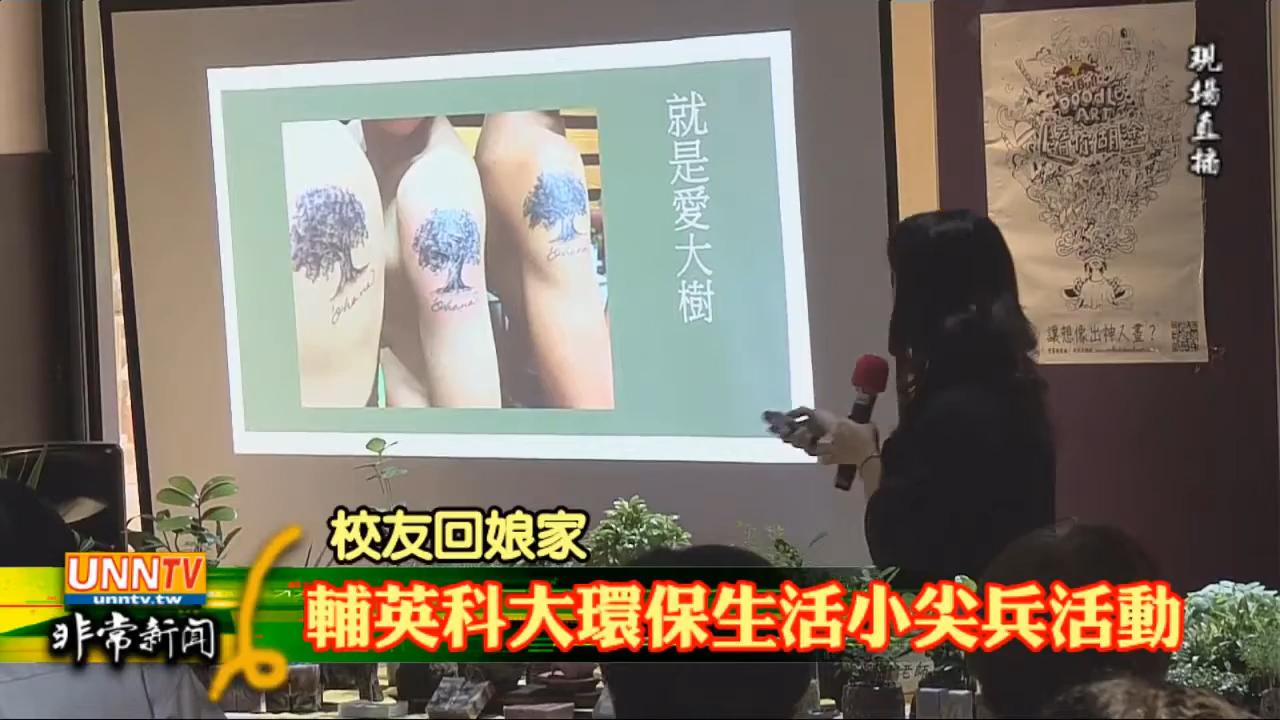 就是愛大樹
Ohana
Ohana
Ohana
現場直播
DOODLE
ART
讓想像出神入畫？
校友回娘家
UNNTV
unntv.tw
非常新闻
輔英科大環保生活小尖兵活動